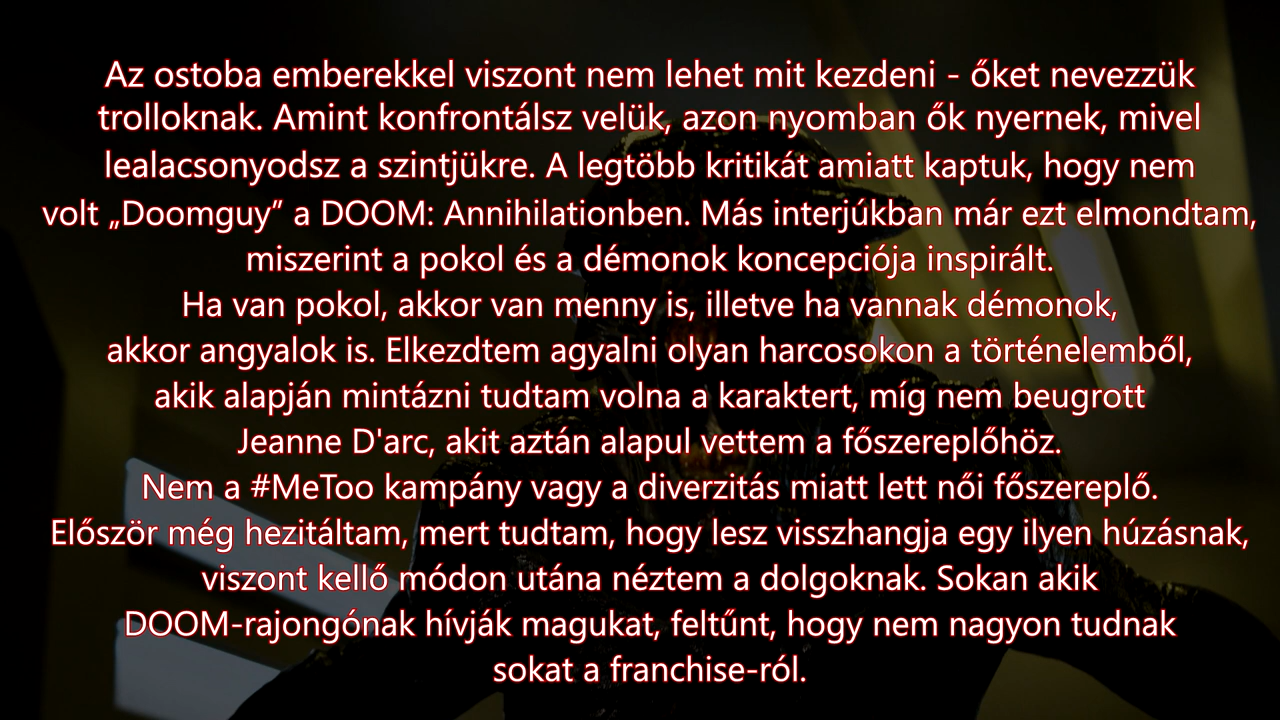 Az ostoba emberekkel viszont nem lehet mit kezdeni - őket nevezzük
trolloknak. Amint konfrontálsz velük, azon nyomban ők nyernek, mivel
lealacsonyodsz a szintjükre. A legtöbb kritikát amiatt kaptuk, hogy nem
volt „Doomguy” a DOOM: Annihilationben. Más interjúkban már ezt elmondtam,
miszerint a pokol és a démonok koncepciója inspirált.
Ha van pokol, akkor van menny is, illetve ha vannak démonok,
akkor angyalok is. Elkezdtem agyalni olyan harcosokon a történelemből,
akik alapján mintázni tudtam volna a karaktert, míg nem beugrott
Jeanne D'arc, akit aztán alapul vettem a főszereplőhöz.
Nem a #MeToo kampány vagy a diverzitás miatt lett női főszereplő.
Először még hezitáltam, mert tudtam, hogy lesz visszhangja egy ilyen húzásnak,
viszont kellő módon utána néztem a dolgoknak. Sokan akik
DOOM-rajongónak hívják magukat, feltűnt, hogy nem nagyon tudnak
sokat a franchise-ról.